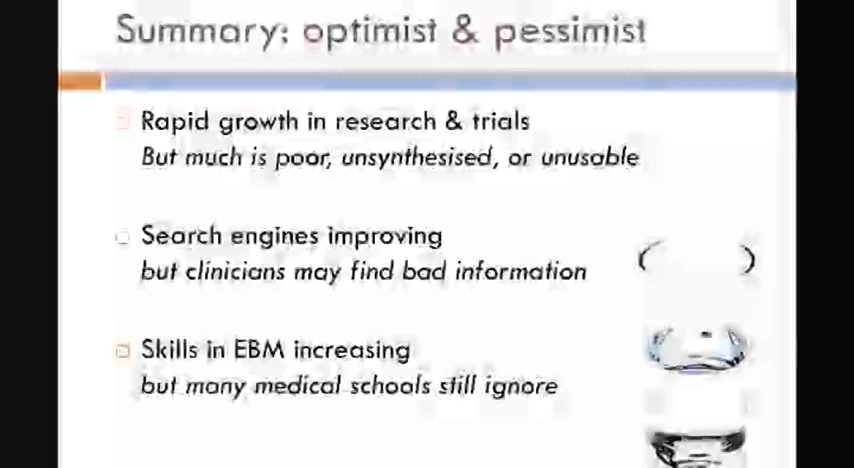 Summary: optimist & pessimist
Rapid growth in research & trials
But much is poor, unsynthesised, or unusable
Search engines improving
but clinicians may find bad information
Skills in EBM increasing
but many medical schools still ignore